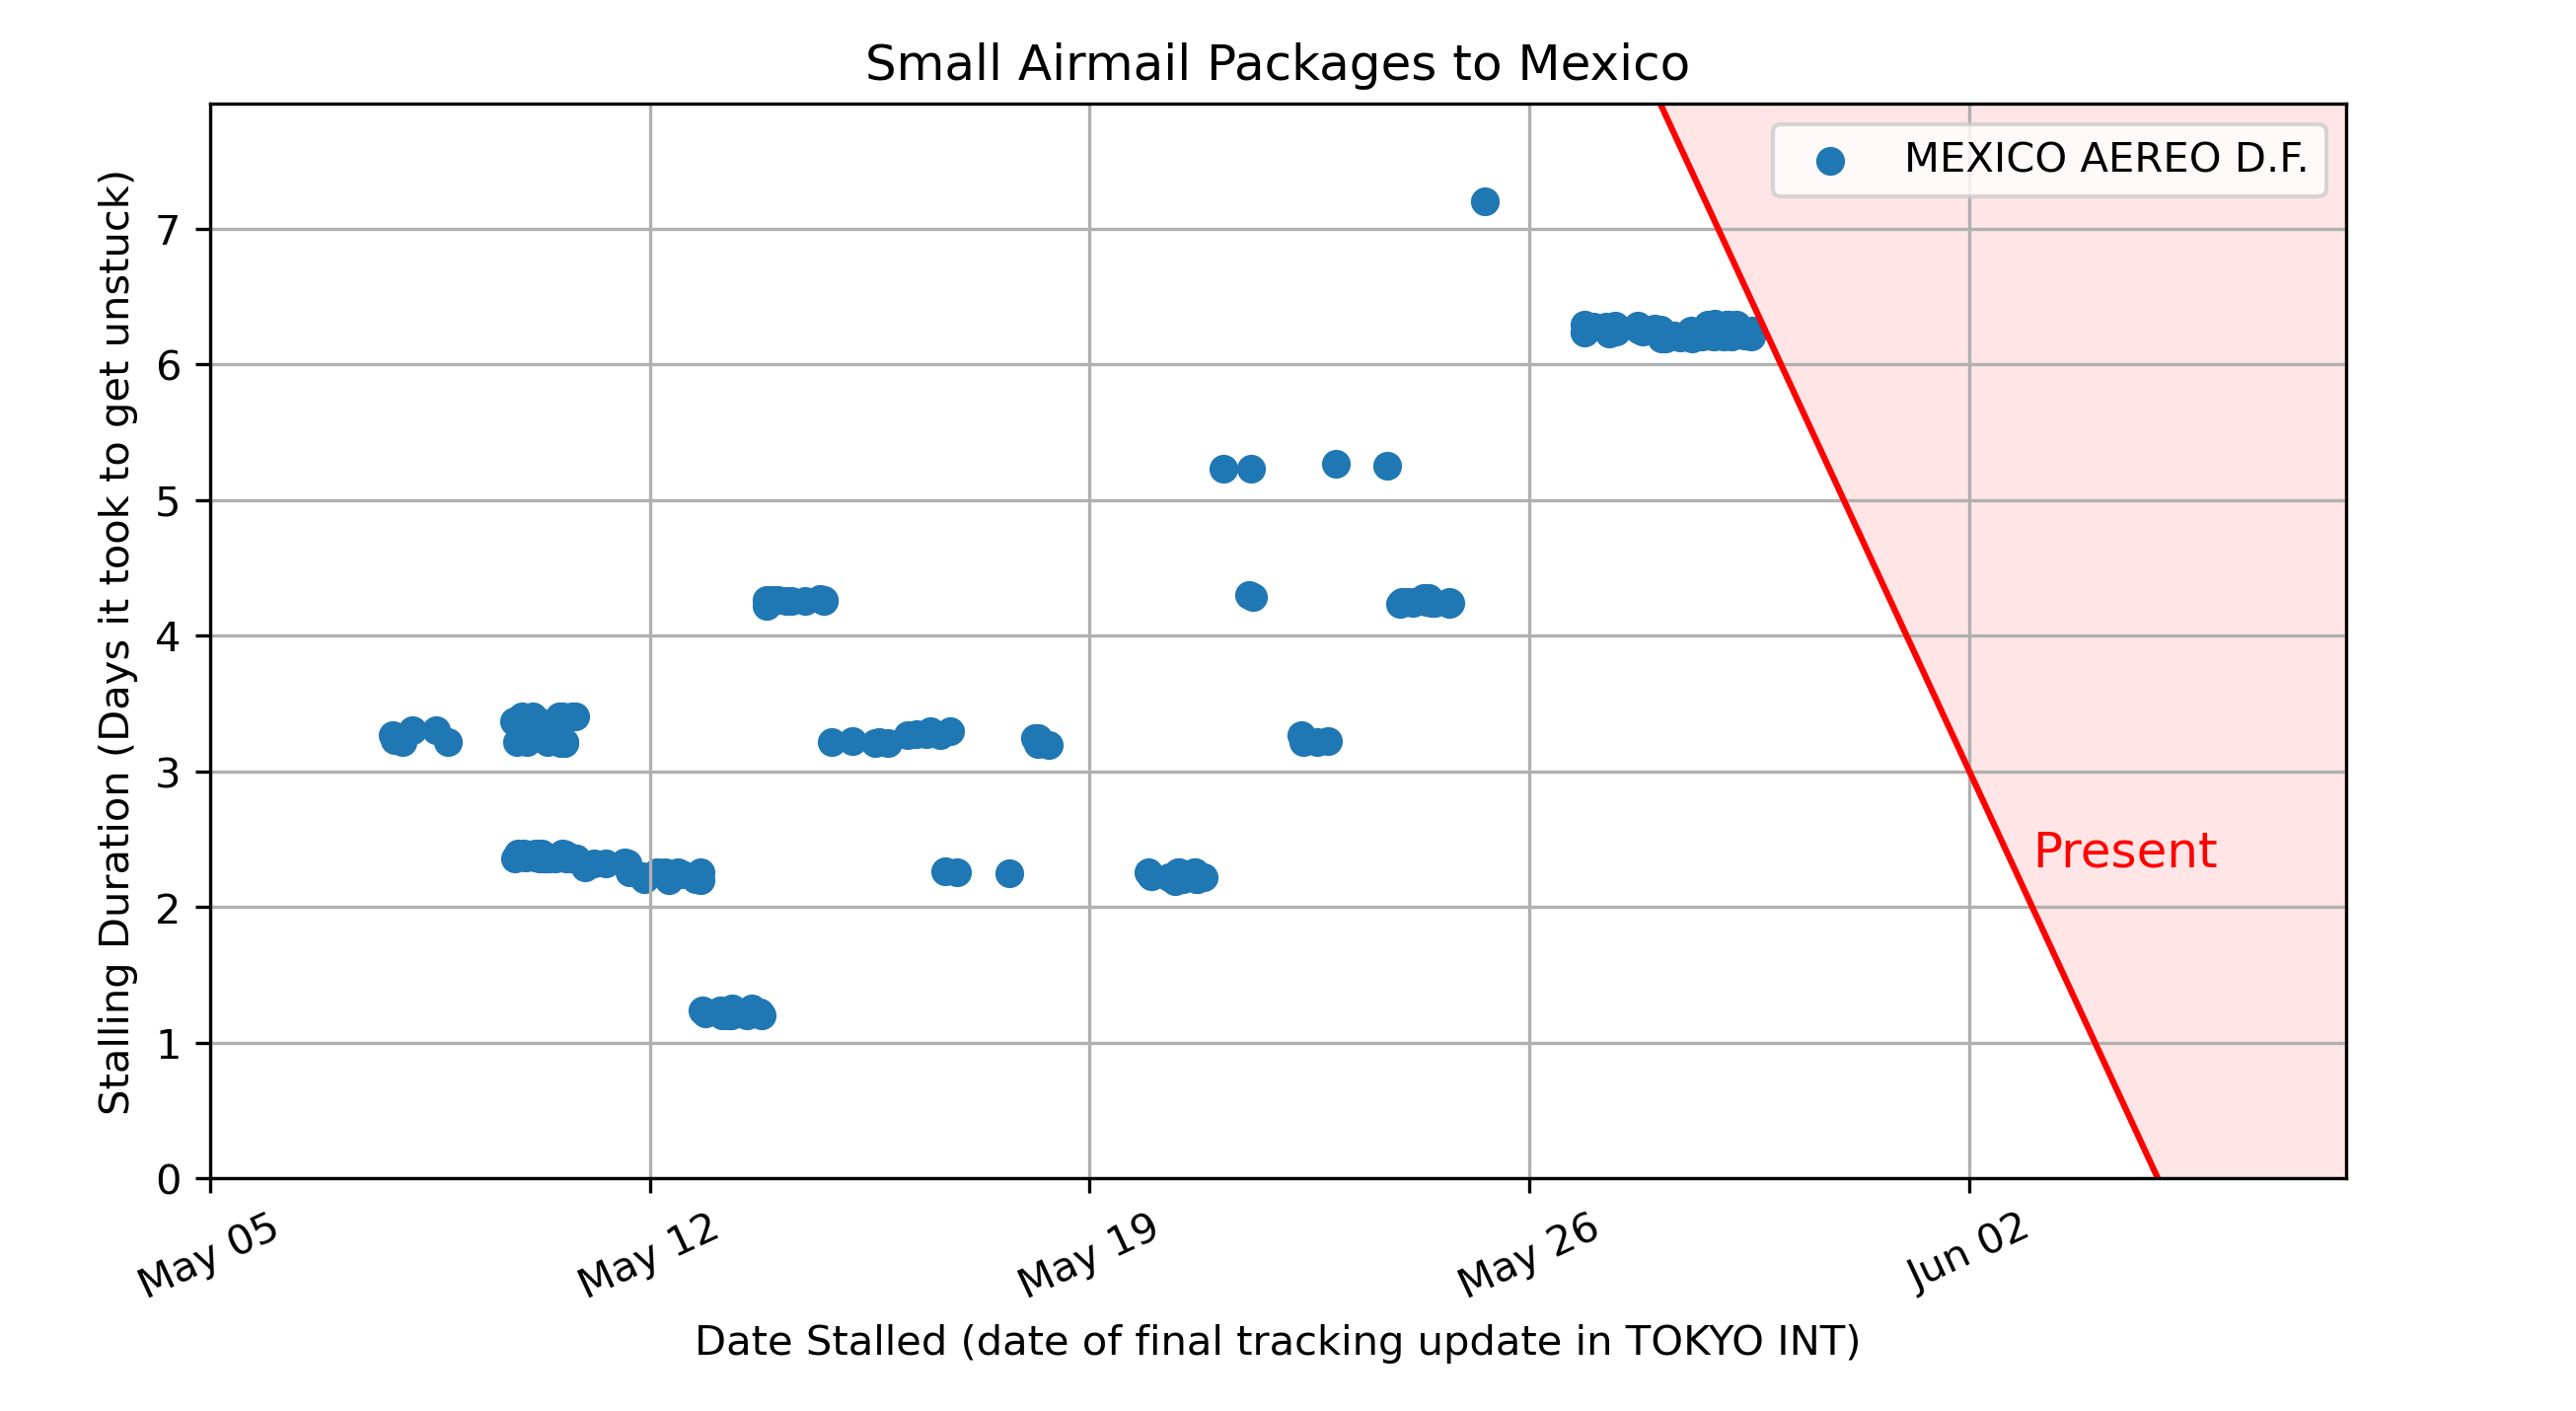 Small Airmail Packages to Mexico
MEXICO AEREO D.F.
Stalling Duration (Days it took to get unstuck)
7
6
5
4
3
2
1
0
Present
May 05
May 12
May 19
May 26
Jun 02
Date Stalled (date of final tracking update in TOKYO INT)